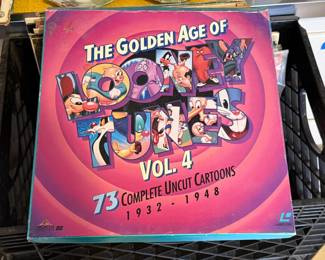 THE GOLDEN AGE OF
LOONEY
TUNES
VOL. 4
73 COMPLETE UNCUT CARTOONS
1932 - 1948